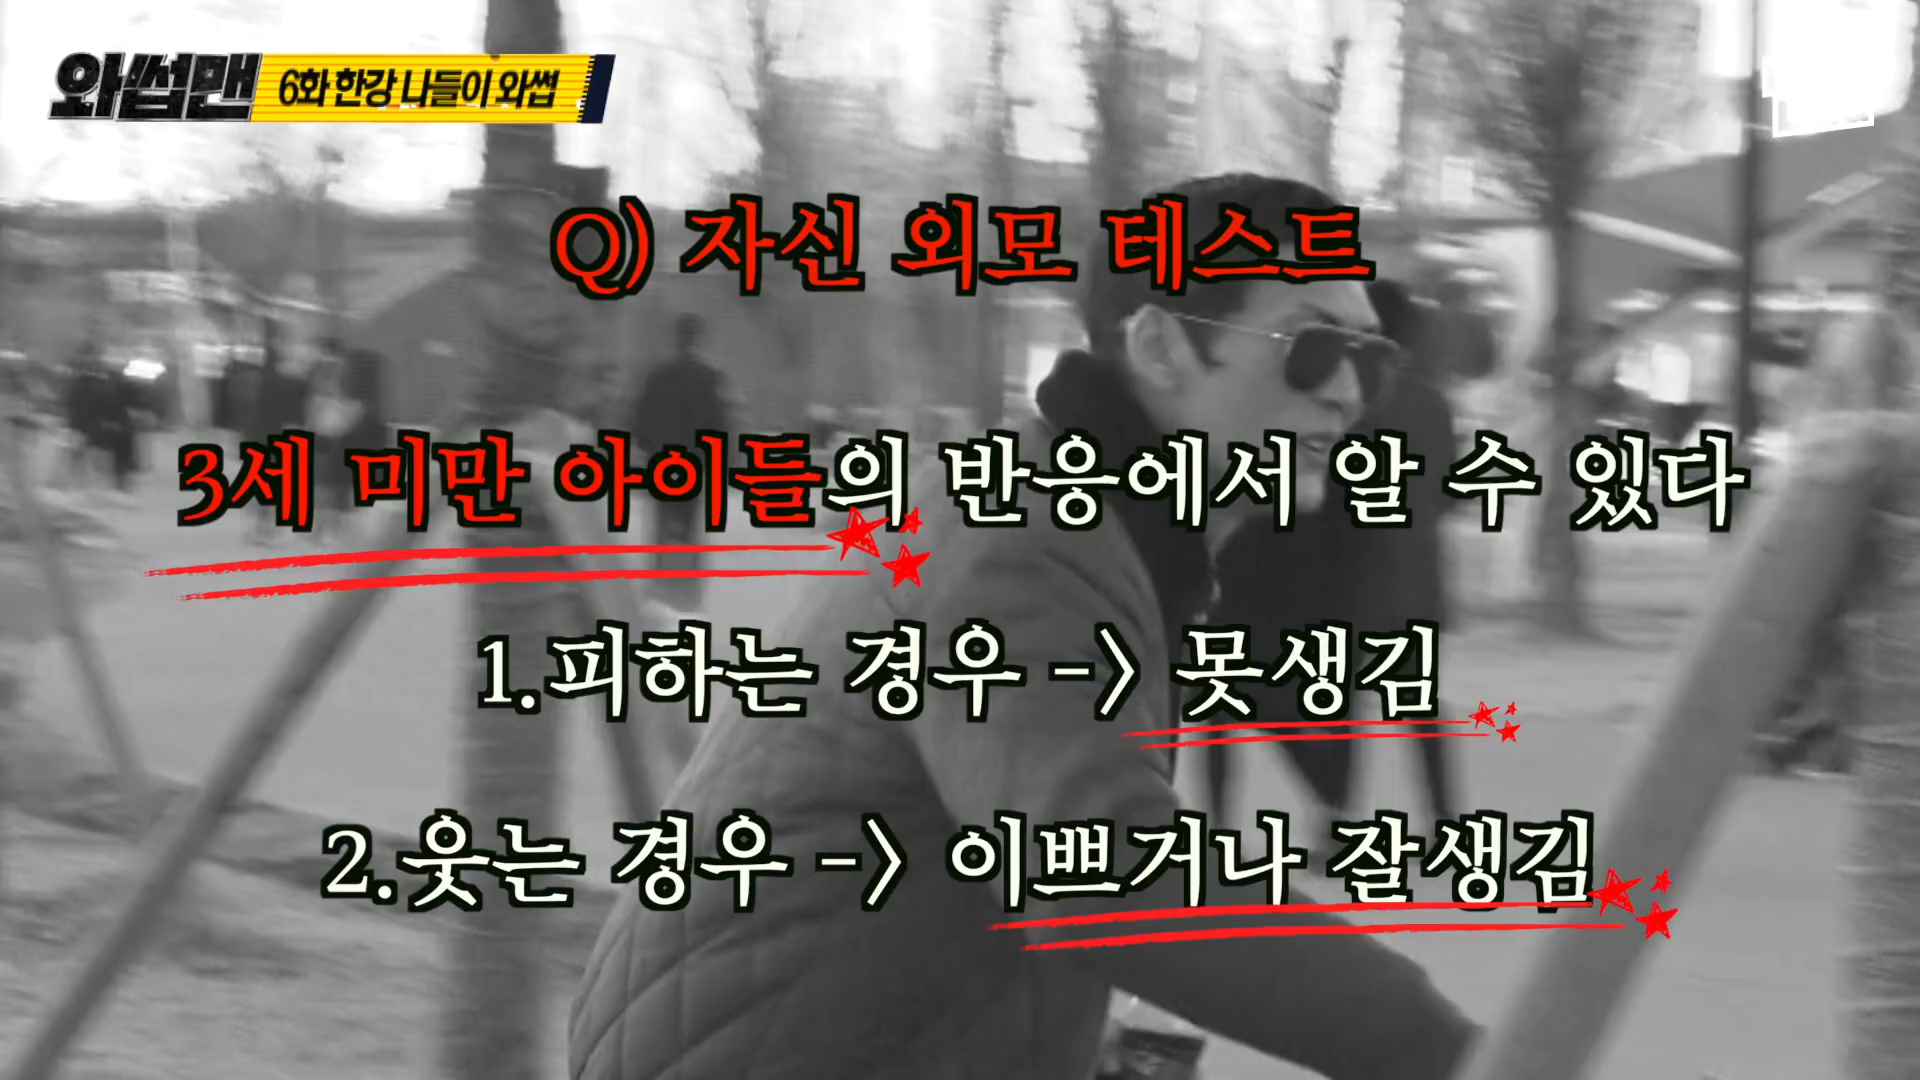 와썹맨
6화 한강 나들이 와썹
Q) 자신 외모 테스트
3세 미만 아이들의 반응에서 알 수 있다
1.피하는 경우 -> 못생김
2.웃는 경우 -> 이쁘거나 잘생김